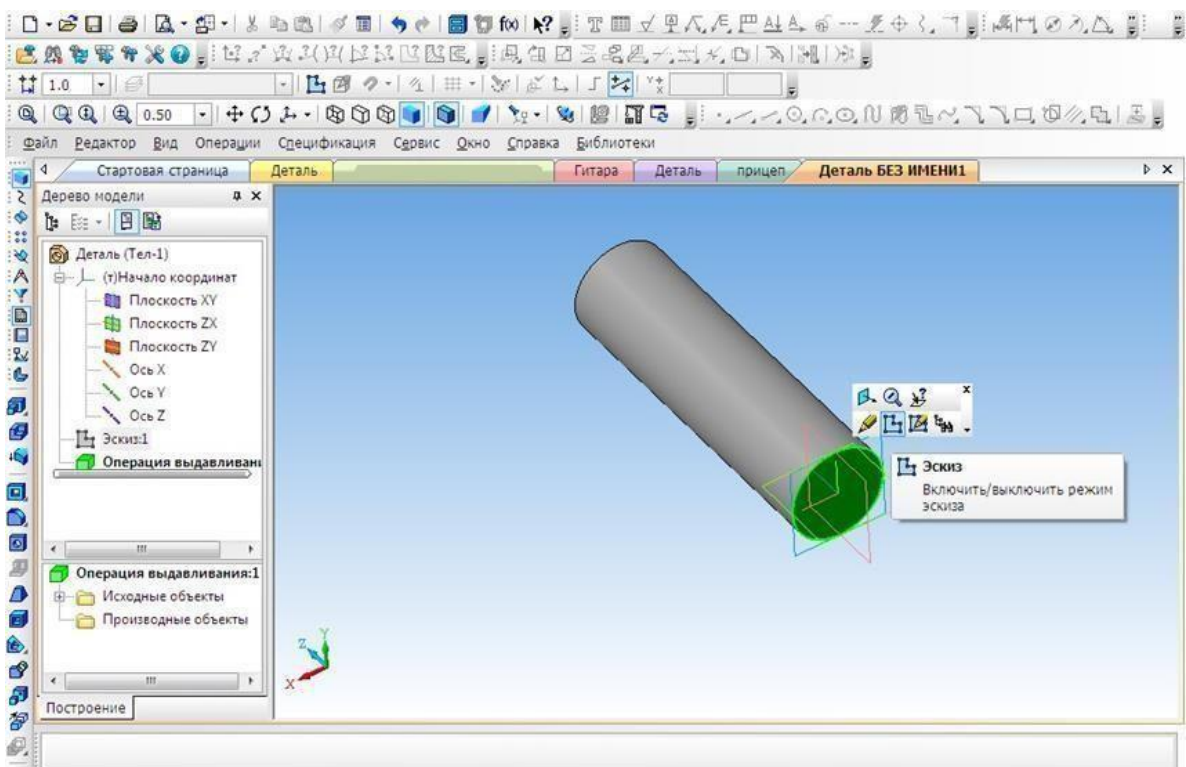 f(x)
1.0
0.50
Файл Редактор Вид Операции Спецификация Сервис Окно Справка Библиотеки
Стартовая страница Деталь Гитара Деталь прицеп Деталь БЕЗ ИМЕНИ1
Дерево модели
Деталь (Тел-1)
(т)Начало координат
Плоскость XY
Плоскость ZX
Плоскость ZY
Ось X
Ось Y
Ось Z
Эскиз:1
Операция выдавливани
Операция выдавливания:1
Исходные объекты
Производные объекты
Построение
Эскиз
Включить/выключить режим
эскиза
Z Y
X